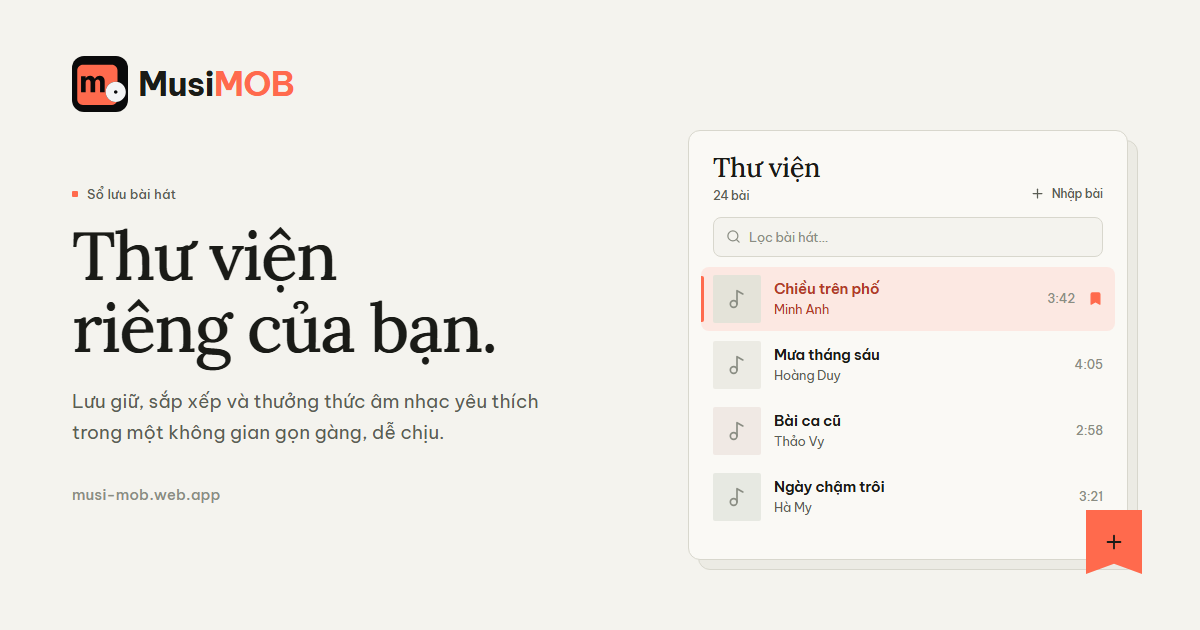 m
MusiMOB
Sổ lưu bài hát
Thư viện
riêng của bạn.
Lưu giữ, sắp xếp và thưởng thức âm nhạc yêu thích
trong một không gian gọn gàng, dễ chịu.
musi-mob.web.app
Thư viện
24 bài
+ Nhập bài
Lọc bài hát...
Chiều trên phố
3:42
Minh Anh
Mưa tháng sáu
4:05
Hoàng Duy
Bài ca cũ
2:58
Thảo Vy
Ngày chậm trôi
3:21
Hà My
+